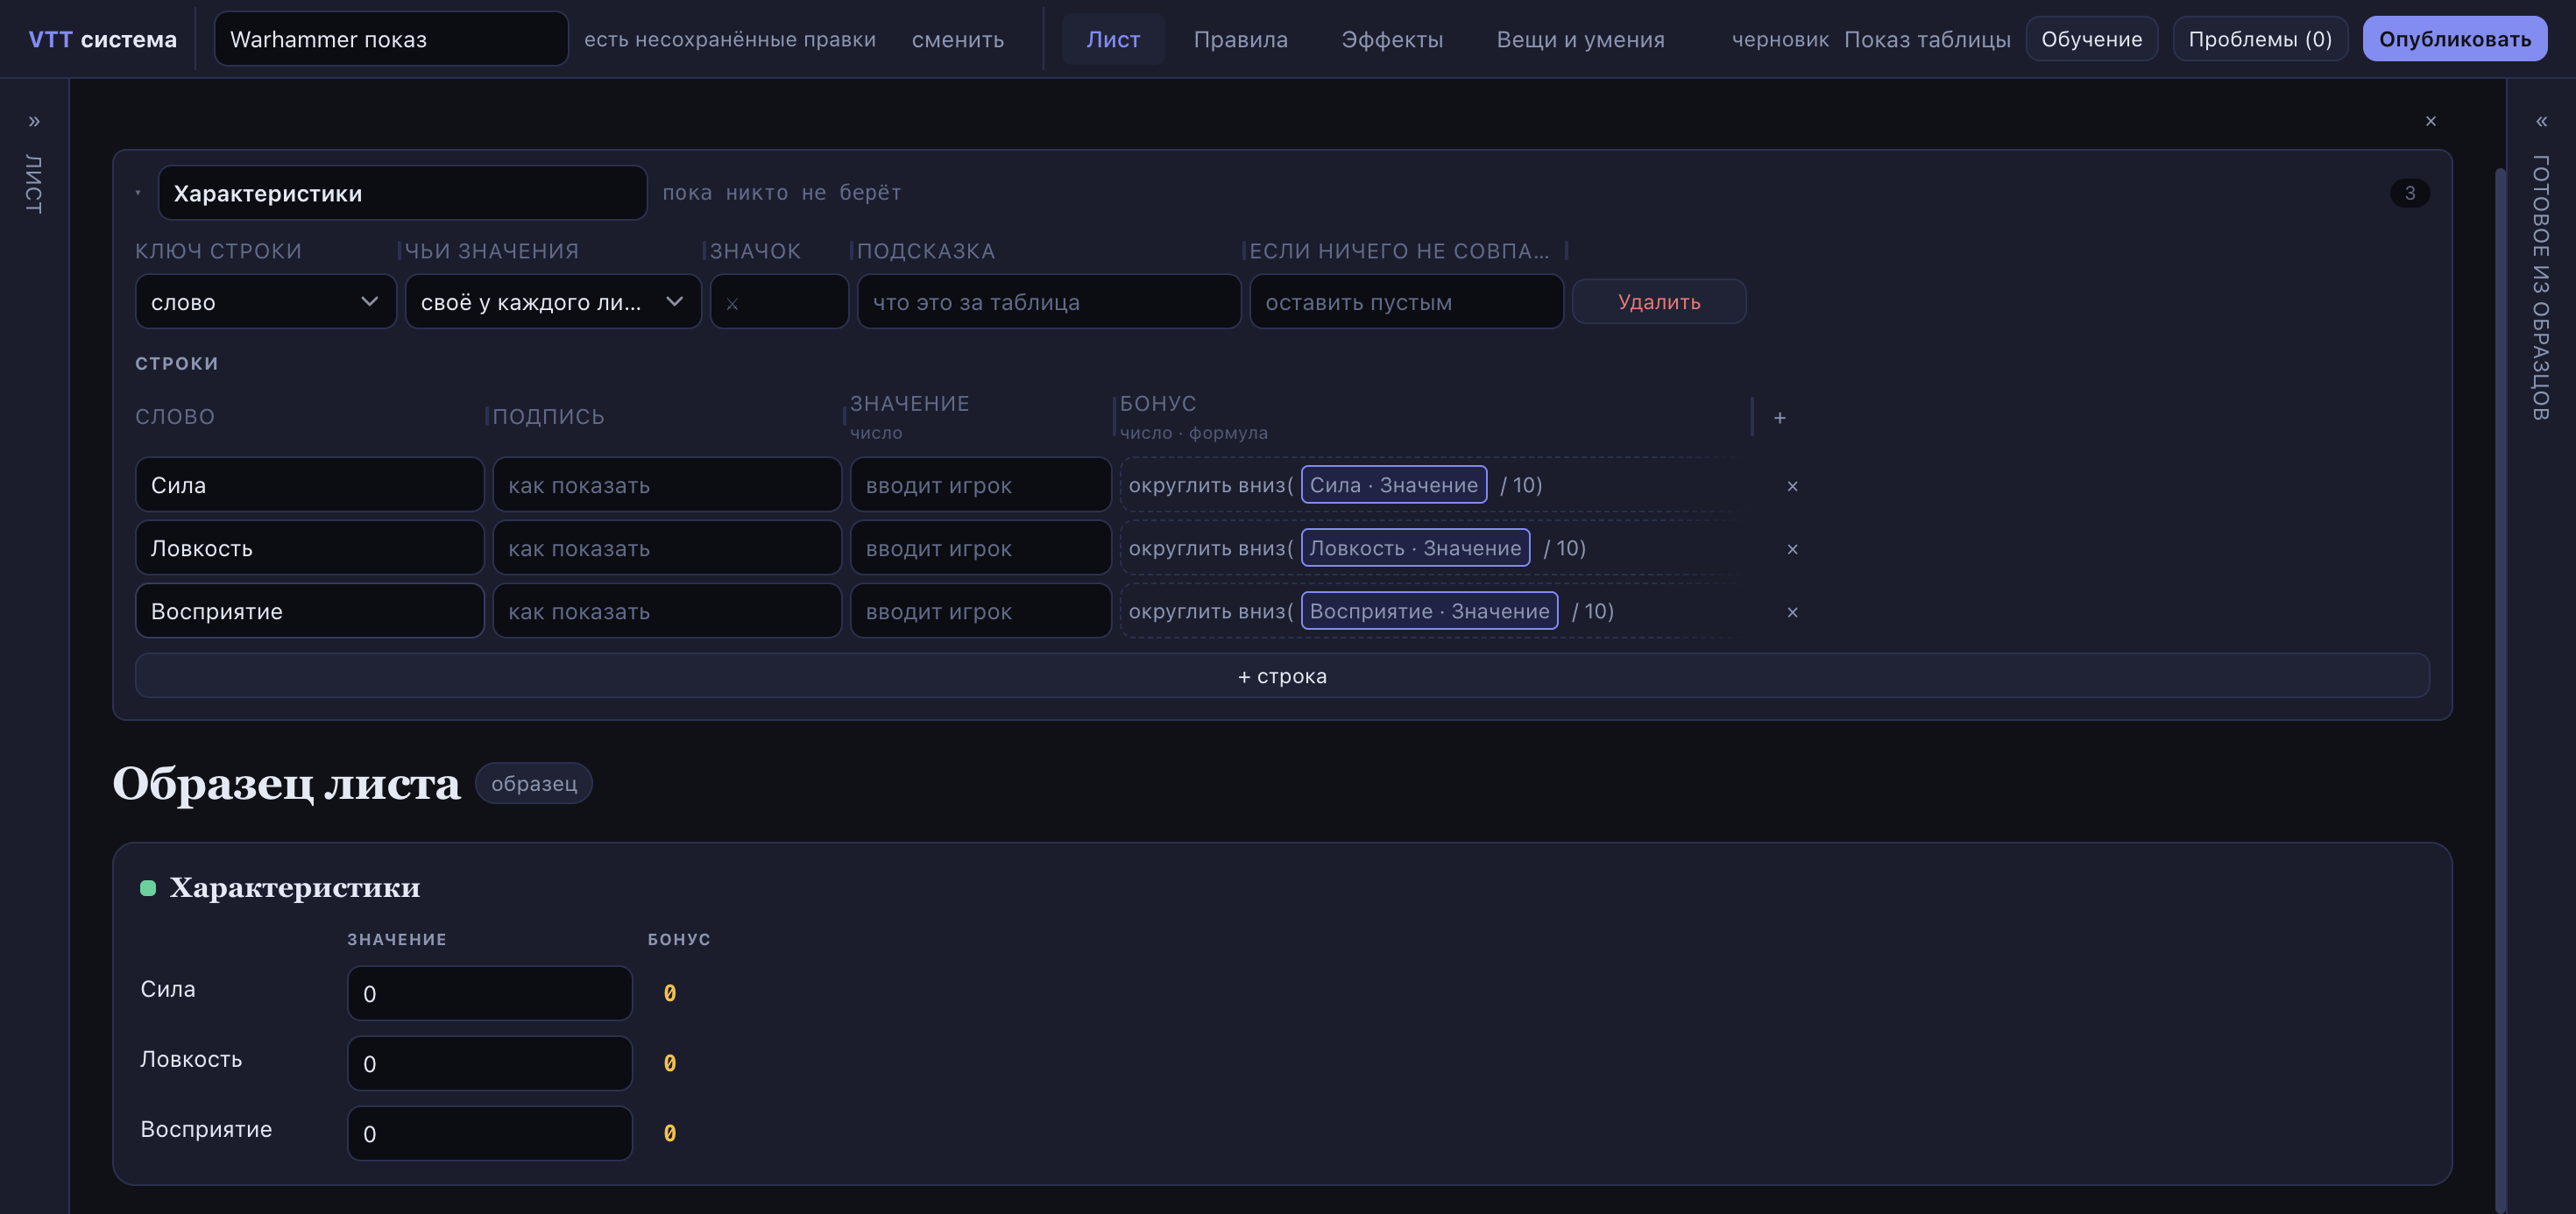 VTT система Warhammer показ есть несохранённые правки сменить Лист Правила Эффекты Вещи и умения черновик Показ таблицы Обучение Проблемы (0) Опубликовать
» ×  «
ЛИСТ
ГОТОВОЕ ИЗ ОБРАЗЦОВ
Характеристики пока никто не берёт 3
КЛЮЧ СТРОКИ ЧЬИ ЗНАЧЕНИЯ ЗНАЧОК ПОДСКАЗКА ЕСЛИ НИЧЕГО НЕ СОВПА...
слово своё у каждого ли... ⚔ что это за таблица оставить пустым Удалить
СТРОКИ
СЛОВО ПОДПИСЬ ЗНАЧЕНИЕ БОНУС +
число число · формула
Сила как показать вводит игрок округлить вниз( Сила · Значение / 10) ×
Ловкость как показать вводит игрок округлить вниз( Ловкость · Значение / 10) ×
Восприятие как показать вводит игрок округлить вниз( Восприятие · Значение / 10) ×
+ строка
Образец листа образец
Характеристики
ЗНАЧЕНИЕ БОНУС
Сила 0 0
Ловкость 0 0
Восприятие 0 0